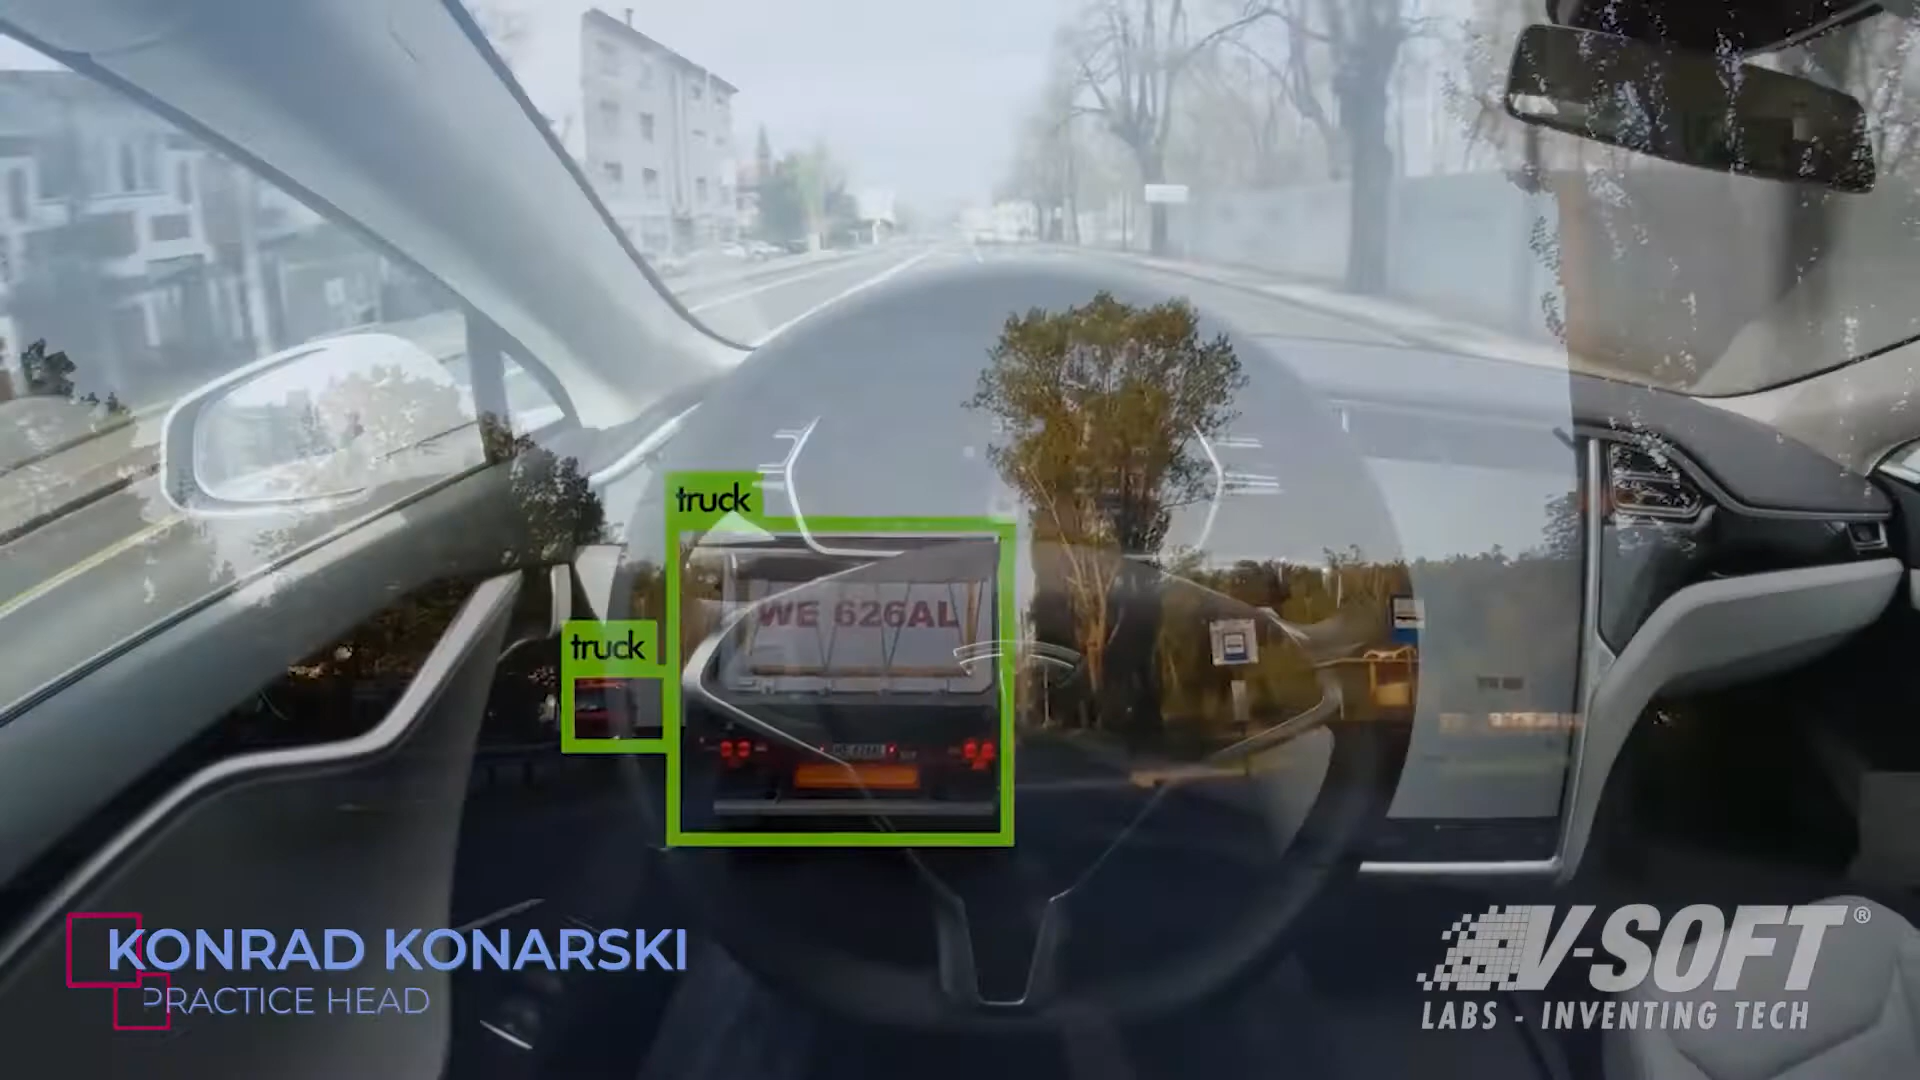 truck
WE 626AL
truck
KONRAD KONARSKI
PRACTICE HEAD
V-SOFT®
LABS - INVENTING TECH